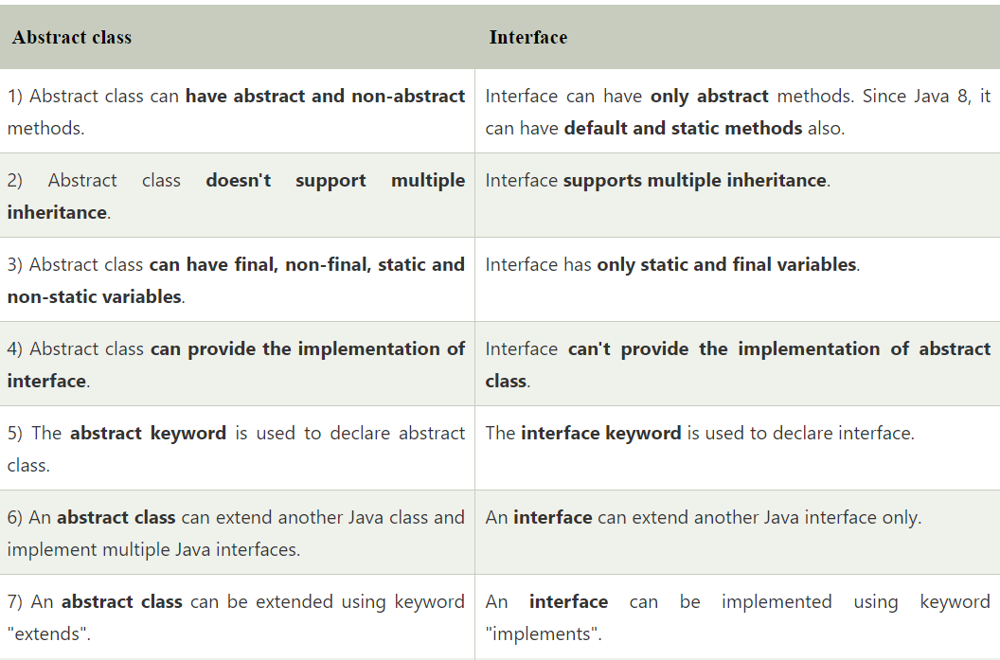 Abstract class
Interface
1) Abstract class can have abstract and non-abstract
methods.
Interface can have only abstract methods. Since Java 8, it
can have default and static methods also.
2) Abstract class doesn't support multiple
inheritance.
Interface supports multiple inheritance.
3) Abstract class can have final, non-final, static and
non-static variables.
Interface has only static and final variables.
4) Abstract class can provide the implementation of
interface.
Interface can't provide the implementation of abstract
class.
5) The abstract keyword is used to declare abstract
class.
The interface keyword is used to declare interface.
6) An abstract class can extend another Java class and
implement multiple Java interfaces.
An interface can extend another Java interface only.
7) An abstract class can be extended using keyword
"extends".
An interface can be implemented using keyword
"implements".